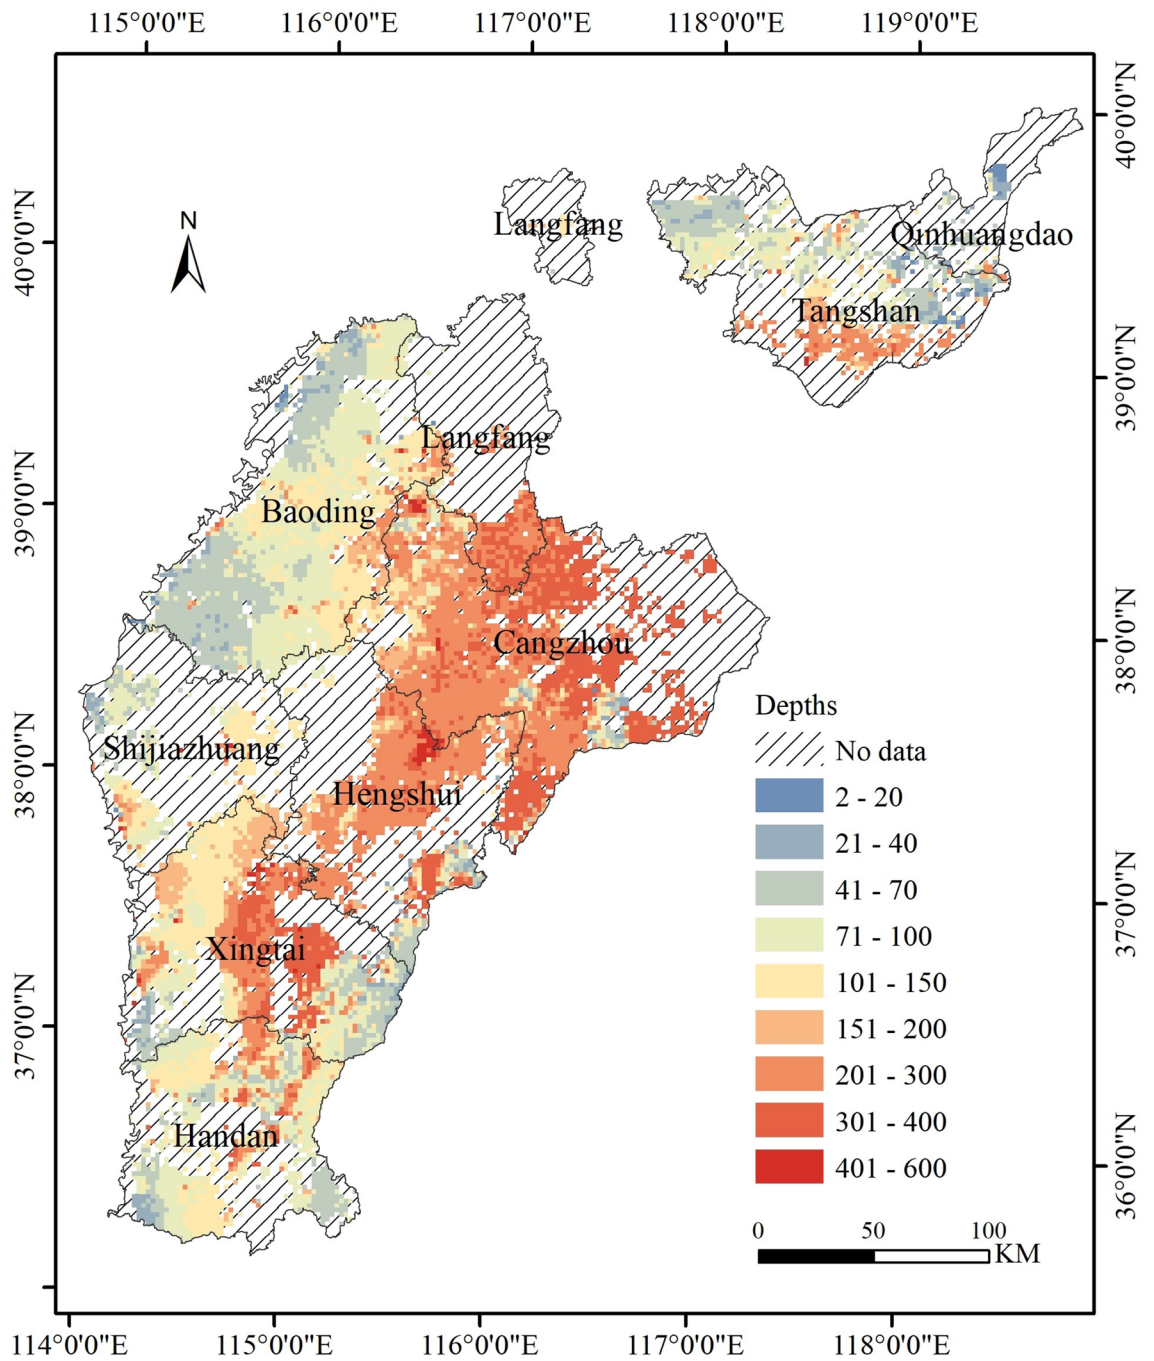 115°0'0"E 116°0'0"E 117°0'0"E 118°0'0"E 119°0'0"E
40°0'0"N
40°0'0"N
N
Langfang
Qinhuangdao
Tangshan
39°0'0"N
Langfang
39°0'0"N
Baoding
38°0'0"N
Cangzhou
Depths
Shijiazhuang
No data
38°0'0"N
Hengshui
2 - 20
21 - 40
41 - 70
37°0'0"N
71 - 100
Xingtai
101 - 150
37°0'0"N
151 - 200
201 - 300
301 - 400
Handan
401 - 600
36°0'0"N
0 50 100
KM
114°0'0"E 115°0'0"E 116°0'0"E 117°0'0"E 118°0'0"E